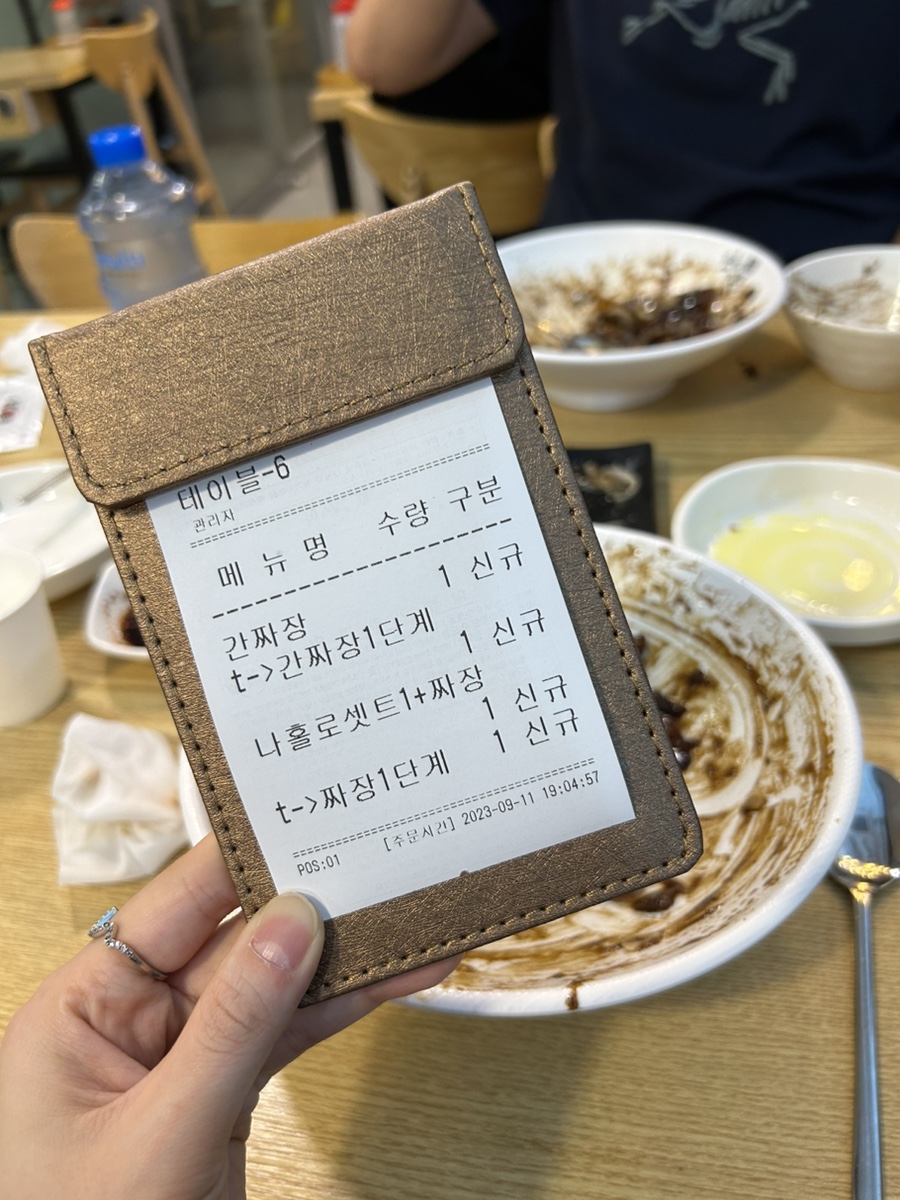 테이블-6
관리자
==============================
메 뉴 명 수량 구분
------------------------------
1 신규
간짜장
t->간짜장1단계
1 신규
나홀로셋트1+짜장
1 신규
1 신규
t->짜장1단계
==============================
POS:01 [주문시간] 2023-09-11 19:04:57